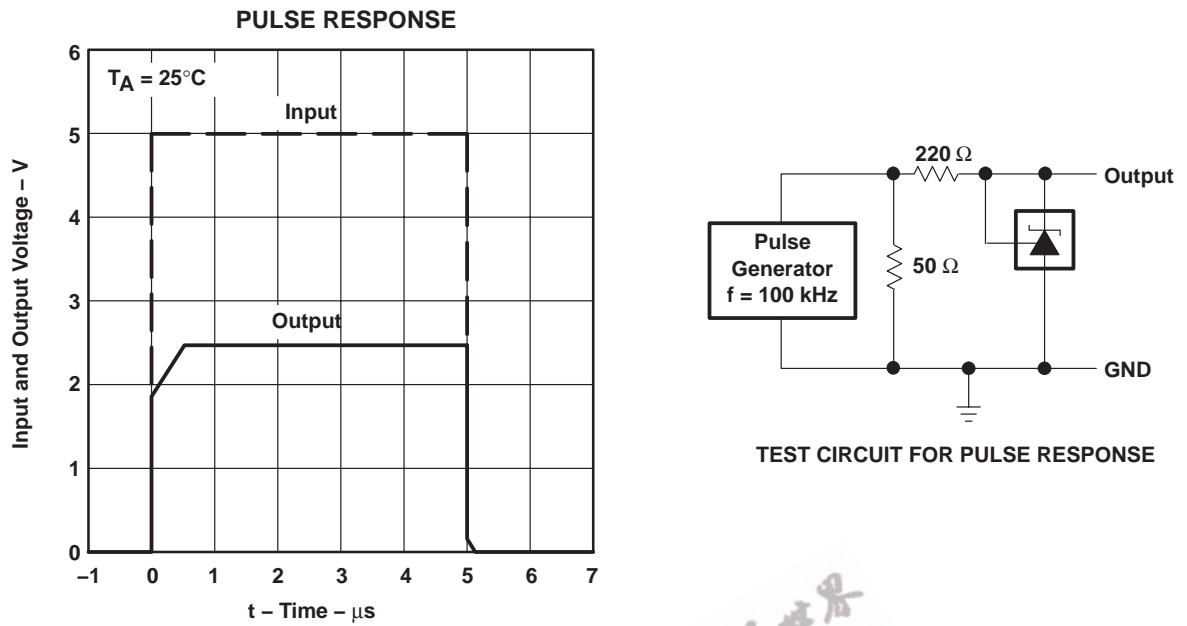 PULSE RESPONSE
6
5
4
3
2
1
0
Input and Output Voltage – V
TA = 25°C
Input
Output
–1 0 1 2 3 4 5 6 7
t – Time – μs
220 Ω
Output
Pulse
Generator
f = 100 kHz
50 Ω
GND
TEST CIRCUIT FOR PULSE RESPONSE